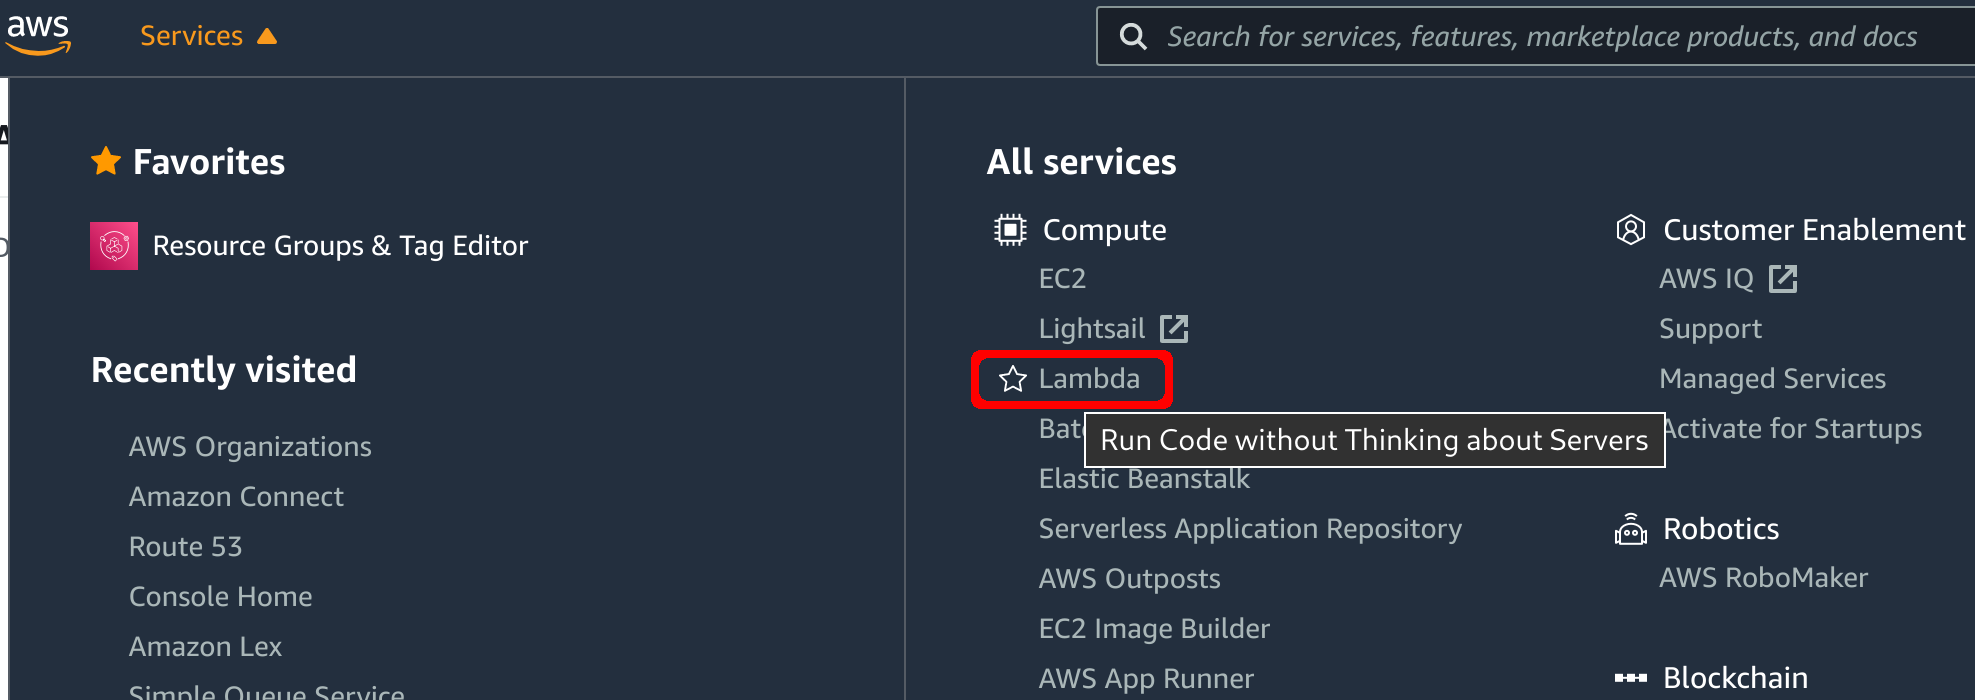 aws
Services
Search for services, features, marketplace products, and docs
Favorites
Resource Groups & Tag Editor
Recently visited
AWS Organizations
Amazon Connect
Route 53
Console Home
Amazon Lex
Simple Queue Service
All services
Compute
EC2
Lightsail
Lambda
Run Code without Thinking about Servers
Elastic Beanstalk
Serverless Application Repository
AWS Outposts
EC2 Image Builder
AWS App Runner
Customer Enablement
AWS IQ
Support
Managed Services
Activate for Startups
Robotics
AWS RoboMaker
Blockchain